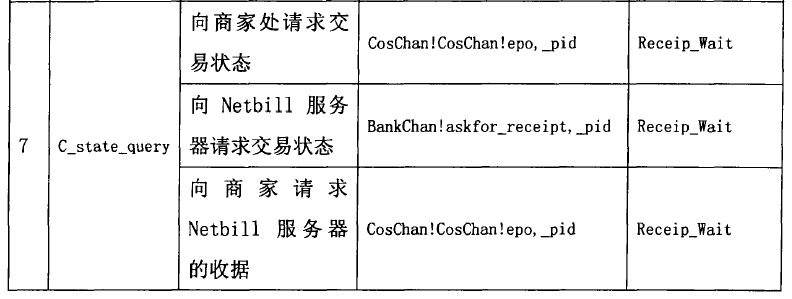 向商家处请求交
易状态
CosChan!CosChan!epo,_pid
Receip_Wait
7
C_state_query
向 Netbill 服务
器请求交易状态
BankChan!askfor_receipt,_pid
Receip_Wait
向商家请求
Netbill 服务器
的收据
CosChan!CosChan!epo,_pid
Receip_Wait